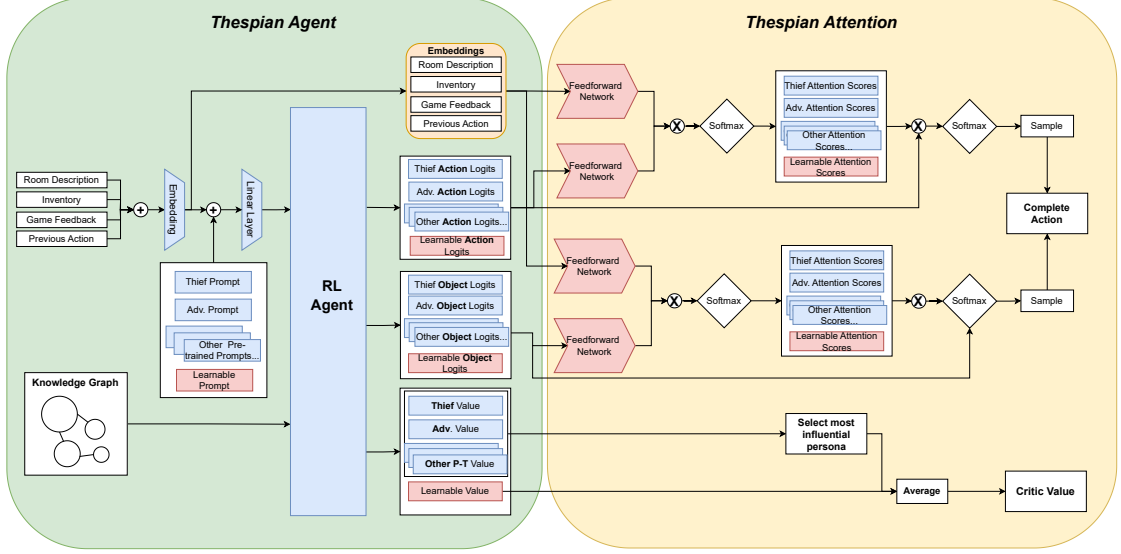 Thespian Agent
Thespian Attention
Embeddings
Room Description
Inventory
Game Feedback
Previous Action
Room Description
Inventory
Game Feedback
Previous Action
+
Embedding
+
Linear Layer
Thief Prompt
Adv. Prompt
Other Pre-
trained Prompts...
Learnable
Prompt
Knowledge Graph
RL
Agent
Thief Action Logits
Adv. Action Logits
Other Action Logits...
Learnable Action
Logits
Thief Object Logits
Adv. Object Logits
Other Object Logits...
Learnable Object
Logits
Thief Value
Adv. Value
Other P-T Value
Learnable Value
Feedforward
Network
Feedforward
Network
X
Softmax
Thief Attention Scores
Adv. Attention Scores
Other Attention
Scores...
Learnable Attention
Scores
X
Softmax
Sample
Complete
Action
Feedforward
Network
Feedforward
Network
X
Softmax
Thief Attention Scores
Adv. Attention Scores
Other Attention
Scores...
Learnable Attention
Scores
X
Softmax
Sample
Select most
influential
persona
Average
Critic Value